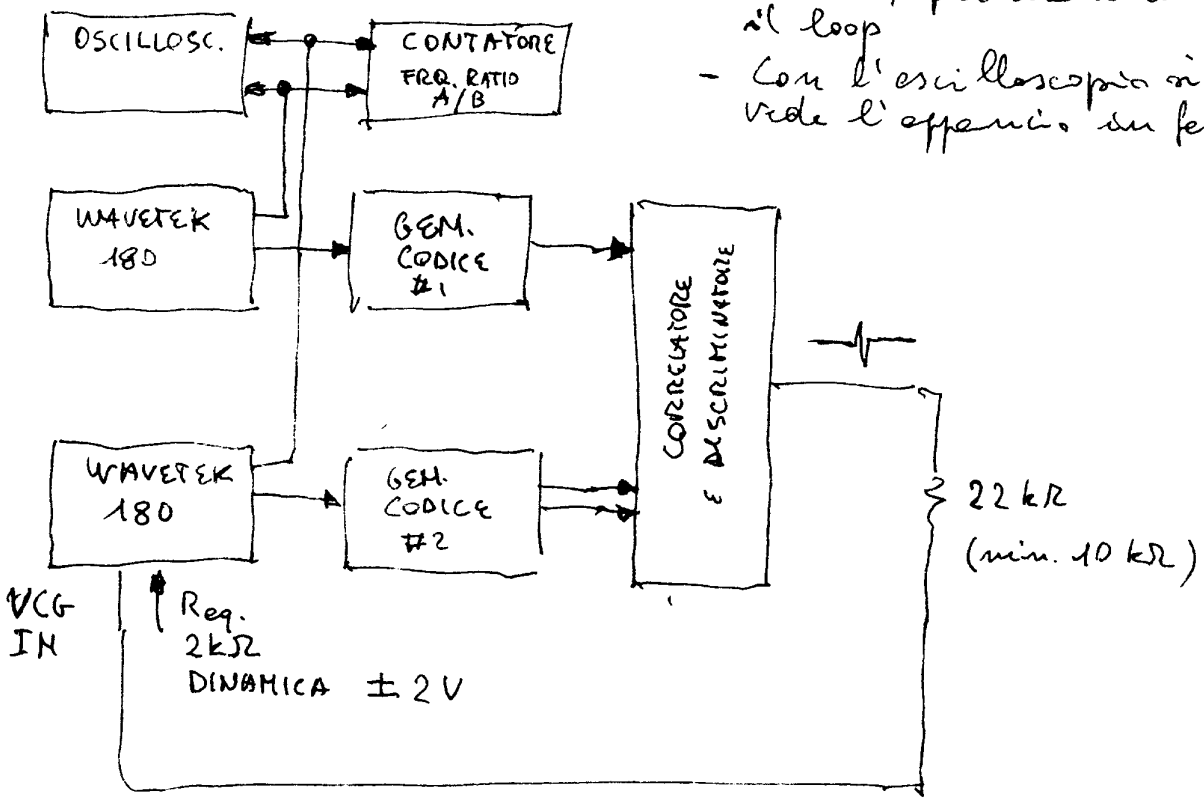 il loop
- Con l'oscilloscopio si
vede l'aggancio in
OSCILLOSC.
CONTATORE
FRQ. RATIO
A/B
WAVETEK
180
GEN.
CODICE
#1
CORRELATORE
E DISCRIMINATORE
WAVETEK
180
GEN.
CODICE
#2
22 kΩ
(min. 10 kΩ)
VCG
IN
Req.
2kΩ
DINAMICA ± 2V